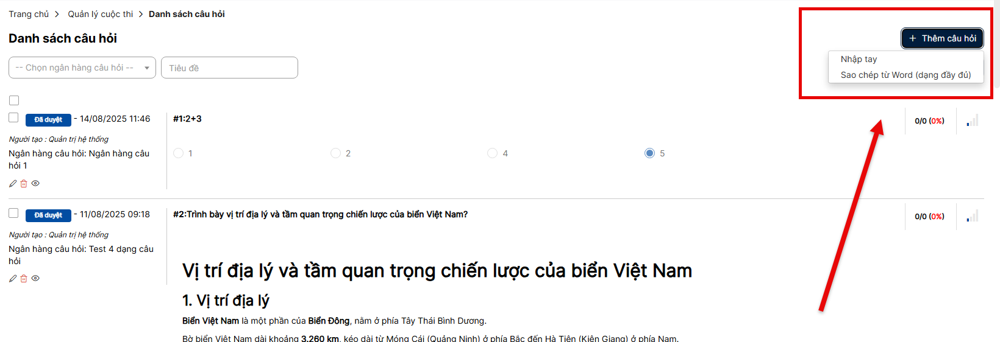 Trang chủ > Quản lý cuộc thi > Danh sách câu hỏi
Danh sách câu hỏi
+ Thêm câu hỏi
-- Chọn ngân hàng câu hỏi --
Tiêu đề
Nhập tay
Sao chép từ Word (dạng đầy đủ)
Đã duyệt - 14/08/2025 11:46
Người tạo : Quản trị hệ thống
Ngân hàng câu hỏi: Ngân hàng câu
hỏi 1
#1:2+3
1
2
4
5
0/0 (0%)
Đã duyệt - 11/08/2025 09:18
Người tạo : Quản trị hệ thống
Ngân hàng câu hỏi: Test 4 dạng câu
hỏi
#2:Trình bày vị trí địa lý và tầm quan trọng chiến lược của biển Việt Nam?
0/0 (0%)
Vị trí địa lý và tầm quan trọng chiến lược của biển Việt Nam
1. Vị trí địa lý
Biển Việt Nam là một phần của Biển Đông, nằm ở phía Tây Thái Bình Dương.
Bờ biển Việt Nam dài khoảng 3.260 km, kéo dài từ Móng Cái (Quảng Ninh) ở phía Bắc đến Hà Tiên (Kiên Giang) ở phía Nam.